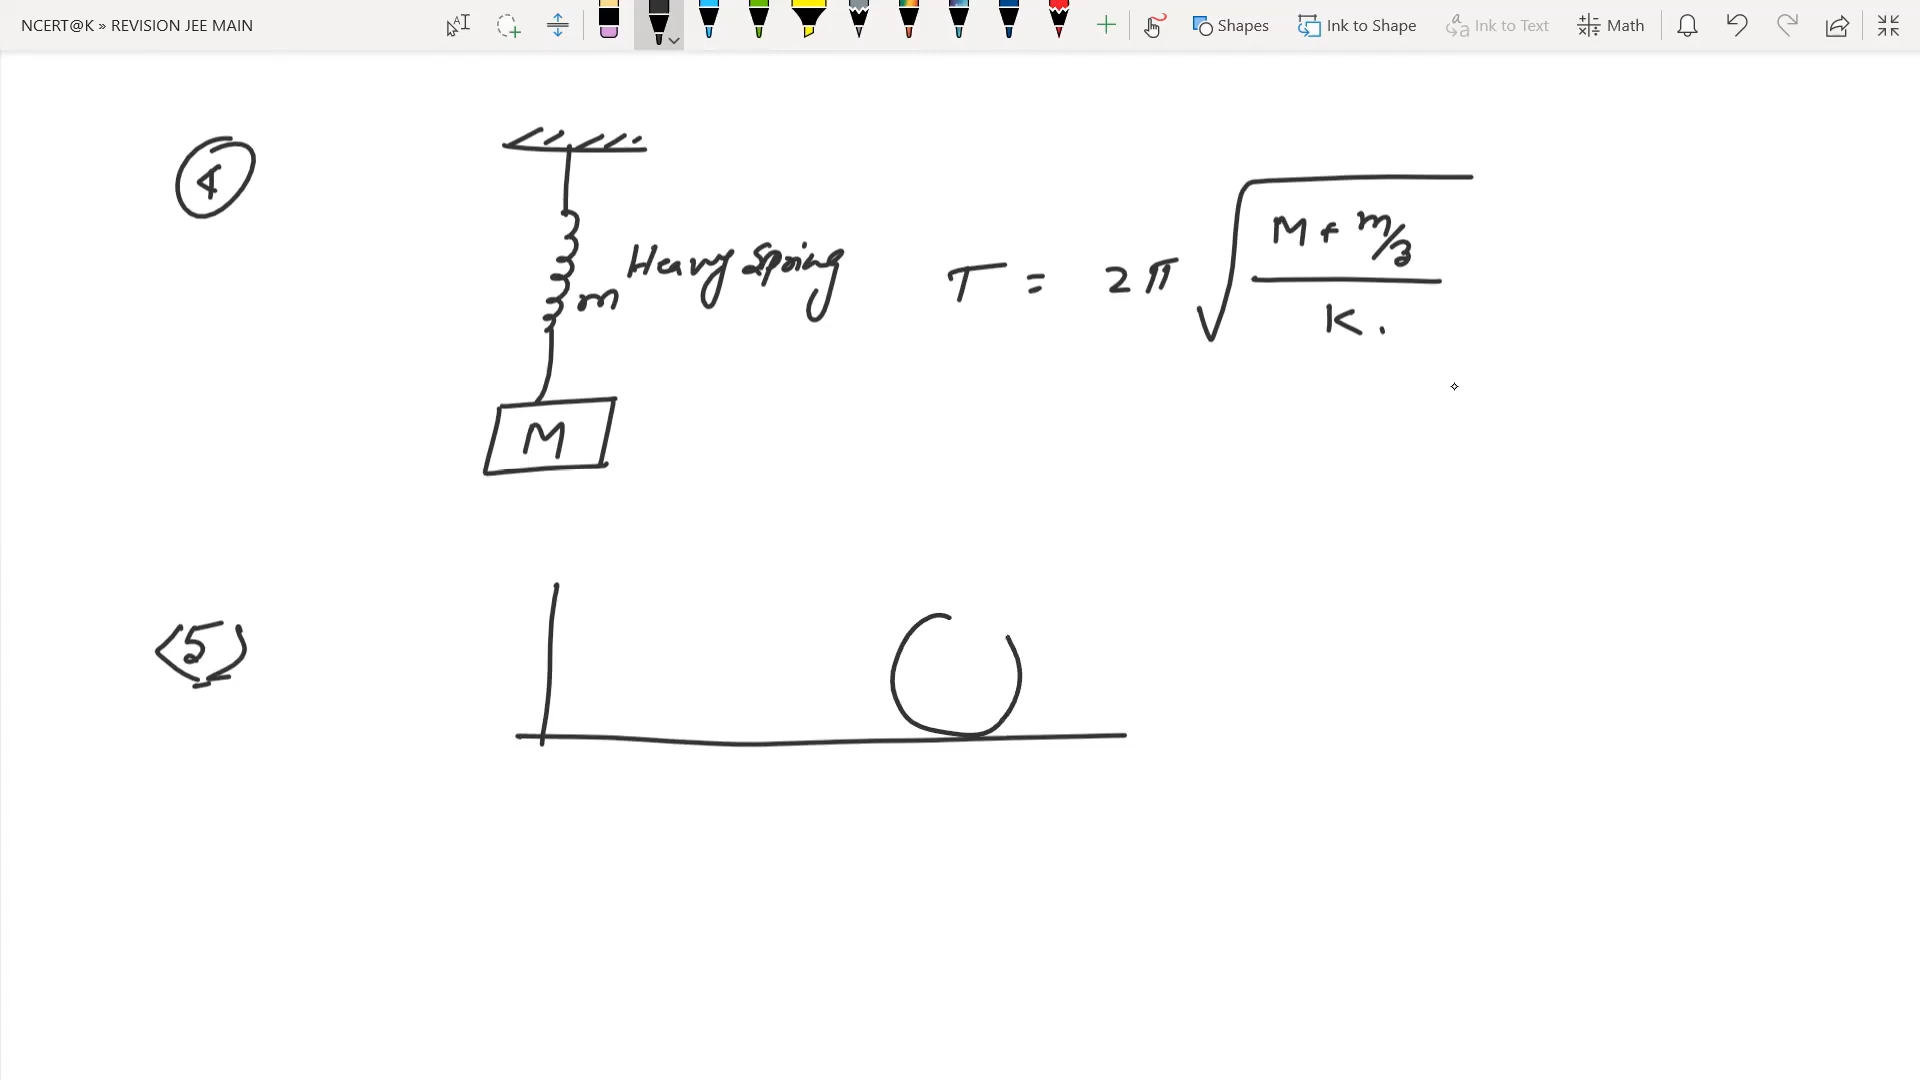 NCERT@K » REVISION JEE MAIN Shapes Ink to Shape Ink to Text Math
4
Heavy Spring
m
T = 2π √(M + m/3 / K) .
M
<5>